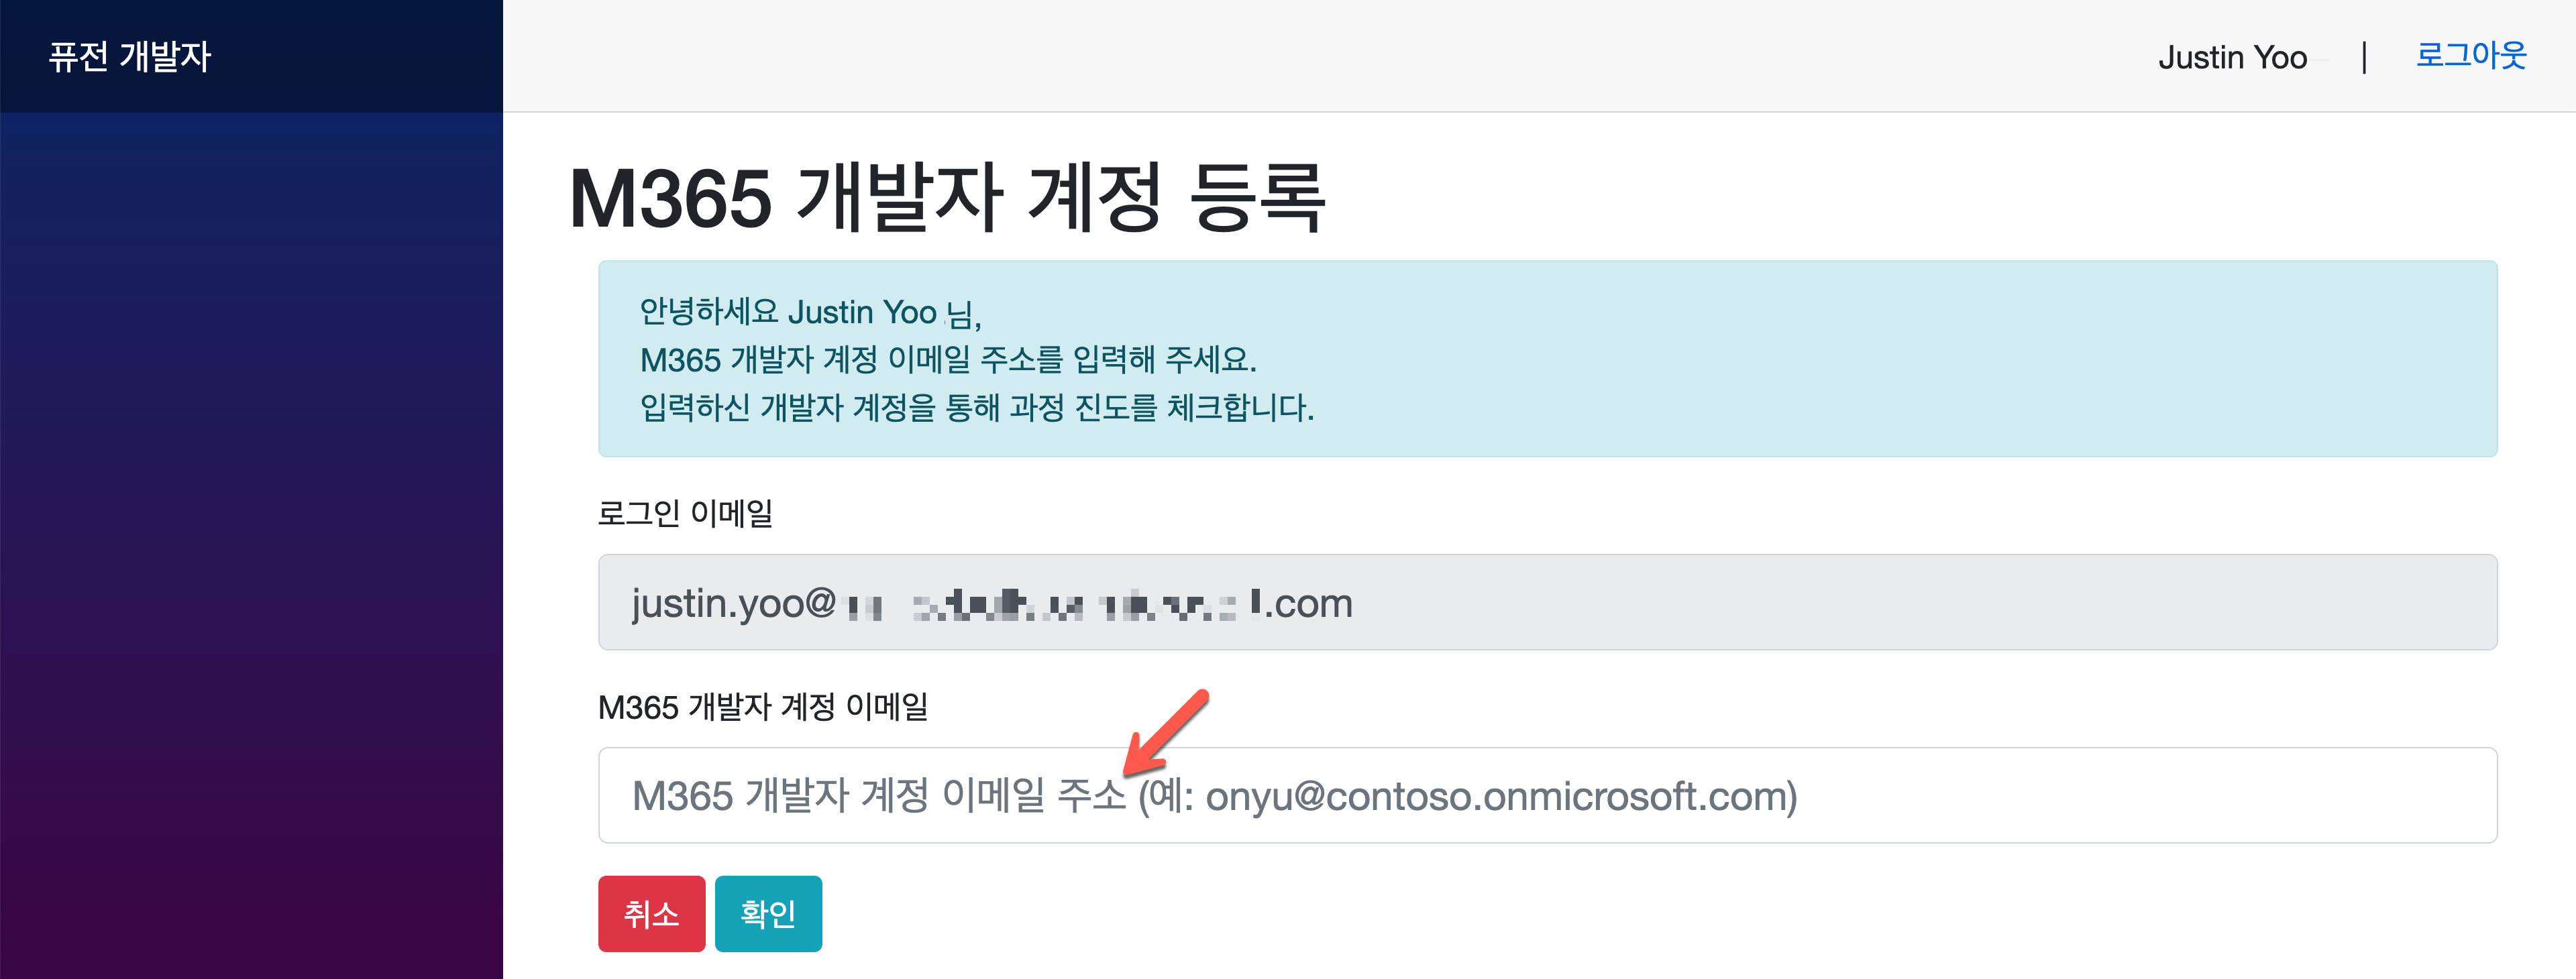 퓨전 개발자
Justin Yoo | 로그아웃
M365 개발자 계정 등록
안녕하세요 Justin Yoo 님,
M365 개발자 계정 이메일 주소를 입력해 주세요.
입력하신 개발자 계정을 통해 과정 진도를 체크합니다.
로그인 이메일
justin.yoo@ .com
M365 개발자 계정 이메일
M365 개발자 계정 이메일 주소 (예: onyu@contoso.onmicrosoft.com)
취소 확인